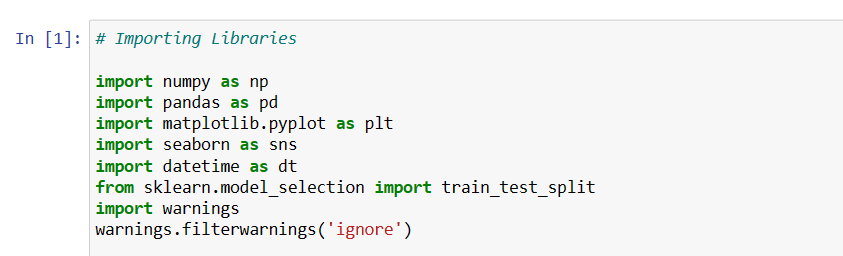 In [1]: # Importing Libraries
import numpy as np
import pandas as pd
import matplotlib.pyplot as plt
import seaborn as sns
import datetime as dt
from sklearn.model_selection import train_test_split
import warnings
warnings.filterwarnings('ignore')